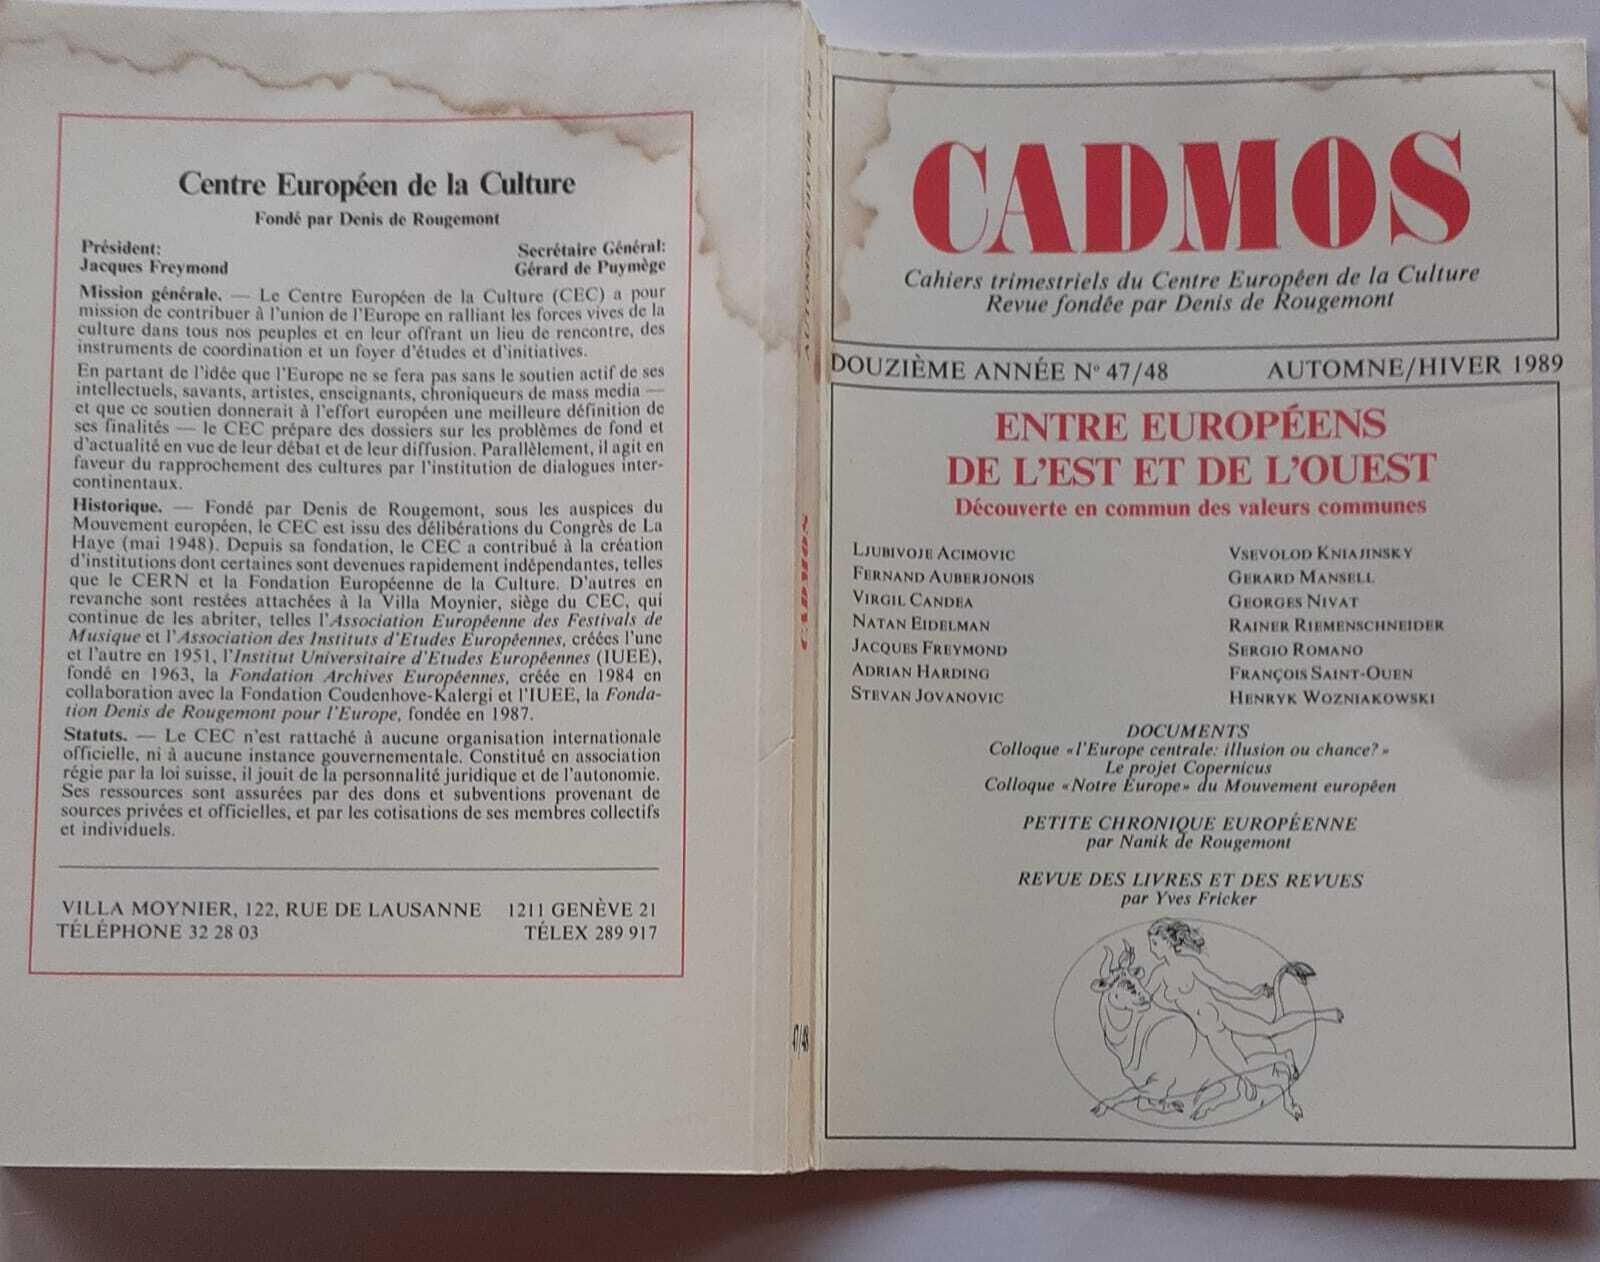 Centre Européen de la Culture
Fondé par Denis de Rougemont
Président:
Jacques Freymond
Secrétaire Général:
Gérard de Puymège
Mission générale. — Le Centre Européen de la Culture (CEC) a pour
mission de contribuer à l'union de l'Europe en ralliant les forces vives de la
culture dans tous nos peuples et en leur offrant un lieu de rencontre, des
instruments de coordination et un foyer d'études et d'initiatives.
En partant de l'idée que l'Europe ne se fera pas sans le soutien actif de ses
intellectuels, savants, artistes, enseignants, chroniqueurs de mass media —
et que ce soutien donnerait à l'effort européen une meilleure définition de
ses finalités — le CEC prépare des dossiers sur les problèmes de fond et
d'actualité en vue de leur débat et de leur diffusion. Parallèlement, il agit en
faveur du rapprochement des cultures par l'institution de dialogues inter-
continentaux.
Historique. — Fondé par Denis de Rougemont, sous les auspices du
Mouvement européen, le CEC est issu des délibérations du Congrès de La
Haye (mai 1948). Depuis sa fondation, le CEC a contribué à la création
d'institutions dont certaines sont devenues rapidement indépendantes, telles
que le CERN et la Fondation Européenne de la Culture. D'autres en
revanche sont restées attachées à la Villa Moynier, siège du CEC, qui
continue de les abriter, telles l'Association Européenne des Festivals de
Musique et l'Association des Instituts d'Etudes Européennes, créées l'une
et l'autre en 1951, l'Institut Universitaire d'Etudes Européennes (IUEE),
fondé en 1963, la Fondation Archives Européennes, créée en 1984 en
collaboration avec la Fondation Coudenhove-Kalergi et l'IUEE, la Fonda-
tion Denis de Rougemont pour l'Europe, fondée en 1987.
Statuts. — Le CEC n'est rattaché à aucune organisation internationale
officielle, ni à aucune instance gouvernementale. Constitué en association
régie par la loi suisse, il jouit de la personnalité juridique et de l'autonomie.
Ses ressources sont assurées par des dons et subventions provenant de
sources privées et officielles, et par les cotisations de ses membres collectifs
et individuels.
VILLA MOYNIER, 122, RUE DE LAUSANNE 1211 GENÈVE 21
TÉLÉPHONE 32 28 03 TÉLEX 289 917
AUTOMNE/HIVER 1989
CADMOS
47/48
CADMOS
Cahiers trimestriels du Centre Européen de la Culture
Revue fondée par Denis de Rougemont
DOUZIÈME ANNÉE N° 47/48 AUTOMNE/HIVER 1989
ENTRE EUROPÉENS
DE L'EST ET DE L'OUEST
Découverte en commun des valeurs communes
LJUBIVOJE ACIMOVIC
FERNAND AUBERJONOIS
VIRGIL CANDEA
NATAN EIDELMAN
JACQUES FREYMOND
ADRIAN HARDING
STEVAN JOVANOVIC
VSEVOLOD KNIAJINSKY
GERARD MANSELL
GEORGES NIVAT
RAINER RIEMENSCHNEIDER
SERGIO ROMANO
FRANÇOIS SAINT-OUEN
HENRYK WOZNIAKOWSKI
DOCUMENTS
Colloque «l'Europe centrale: illusion ou chance?»
Le projet Copernicus
Colloque «Notre Europe» du Mouvement européen
PETITE CHRONIQUE EUROPÉENNE
par Nanik de Rougemont
REVUE DES LIVRES ET DES REVUES
par Yves Fricker